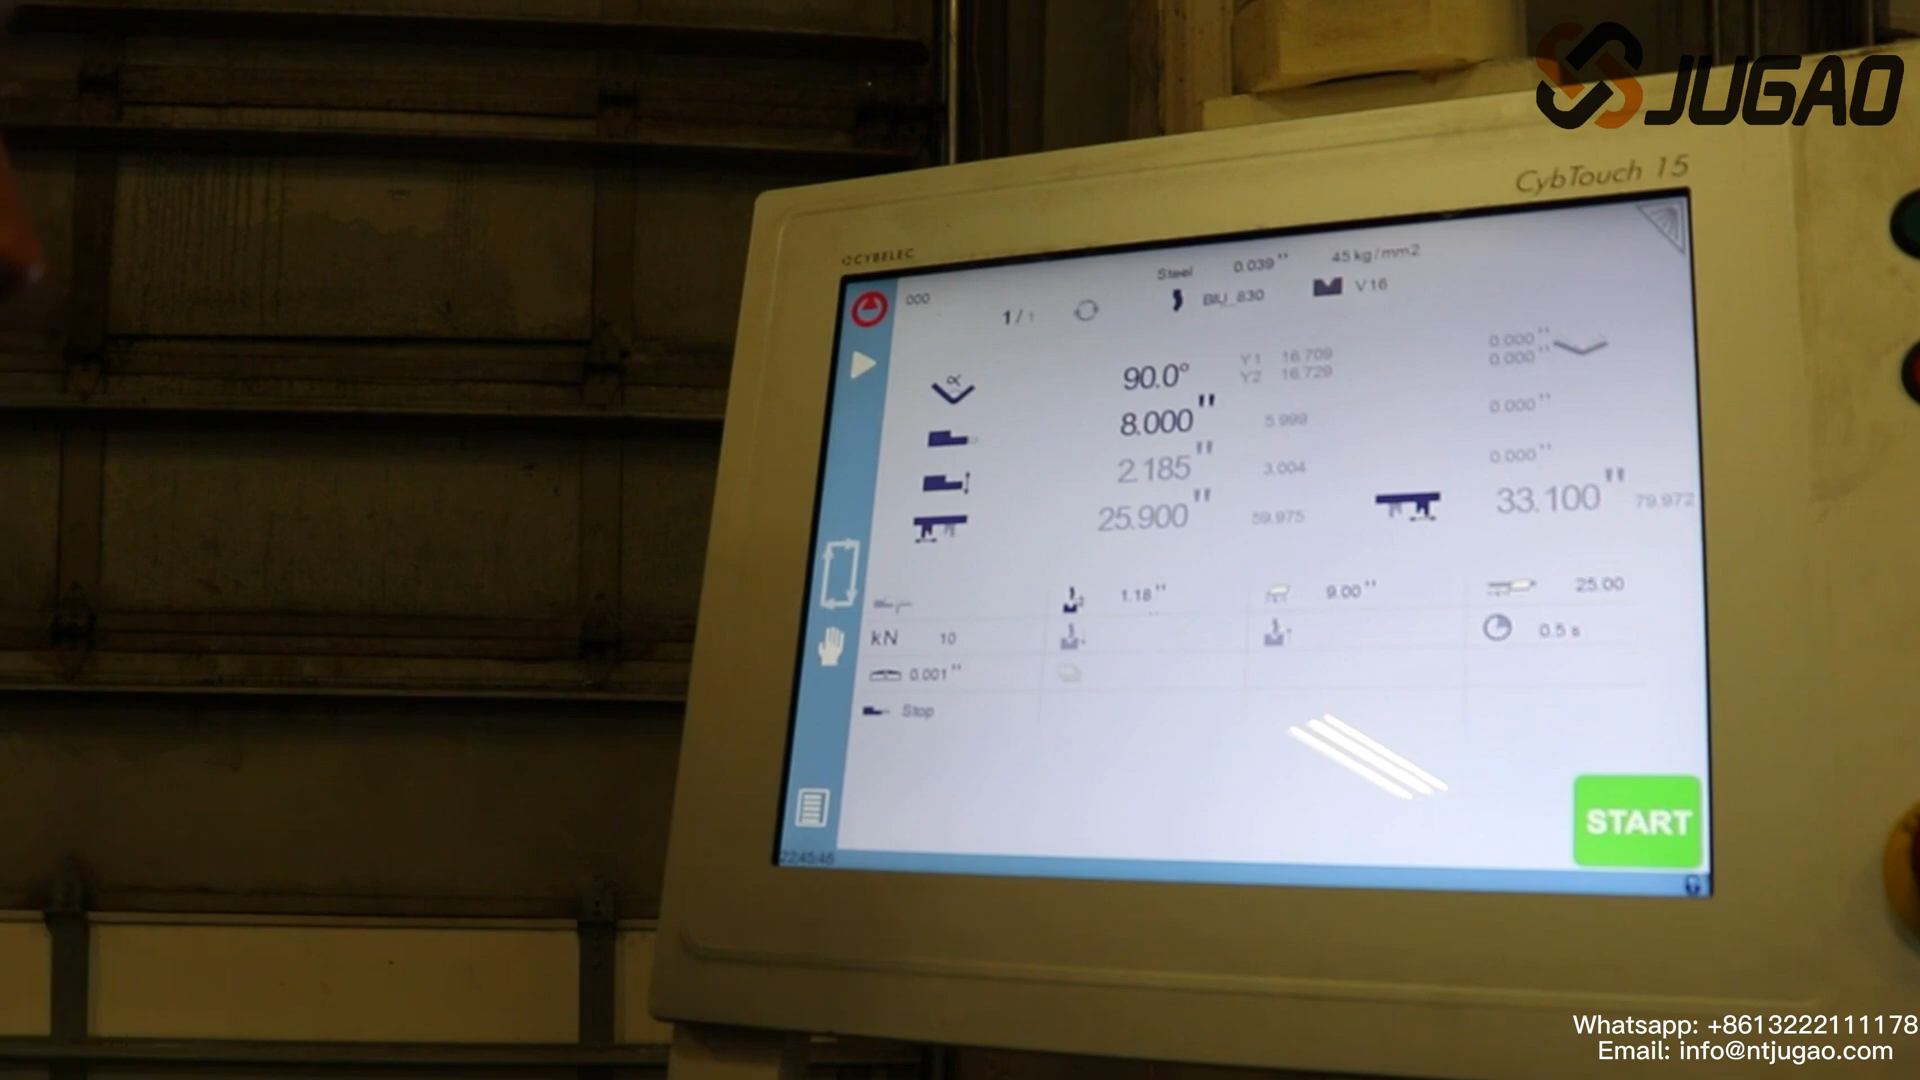 JUGAO
CybTouch 15
CYBELEC
000
Steel 0.039" 45 kg/mm2
1/1 BIU_830 V16
90.0° Y1 16.709 0.000"
Y2 16.729 0.000"
8.000" 5.999 0.000"
2.185" 3.004 0.000"
25.900" 59.975 33.100" 79.972
1.18" 9.00" 25.00
kN 10 0.5 s
0.001"
Stop
START
22:45:45
Whatsapp: +8613222111178
Email: info@ntjugao.com